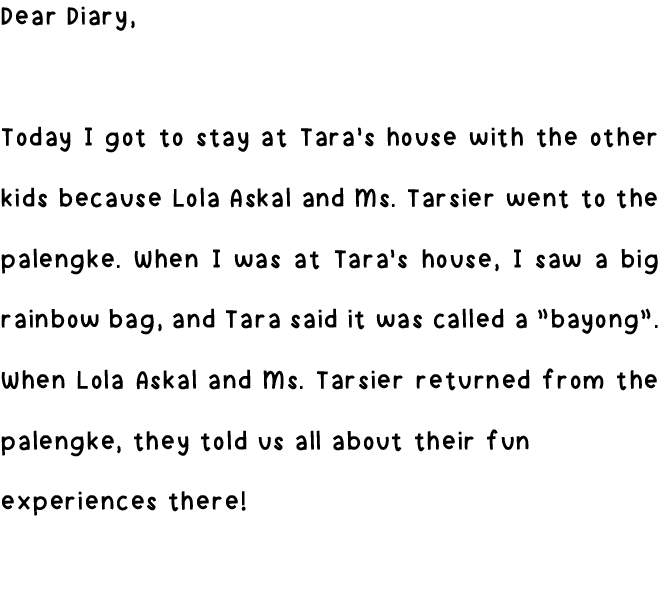 Dear Diary,
Today I got to stay at Tara's house with the other
kids because Lola Askal and Ms. Tarsier went to the
palengke. When I was at Tara's house, I saw a big
rainbow bag, and Tara said it was called a "bayong".
When Lola Askal and Ms. Tarsier returned from the
palengke, they told us all about their fun
experiences there!